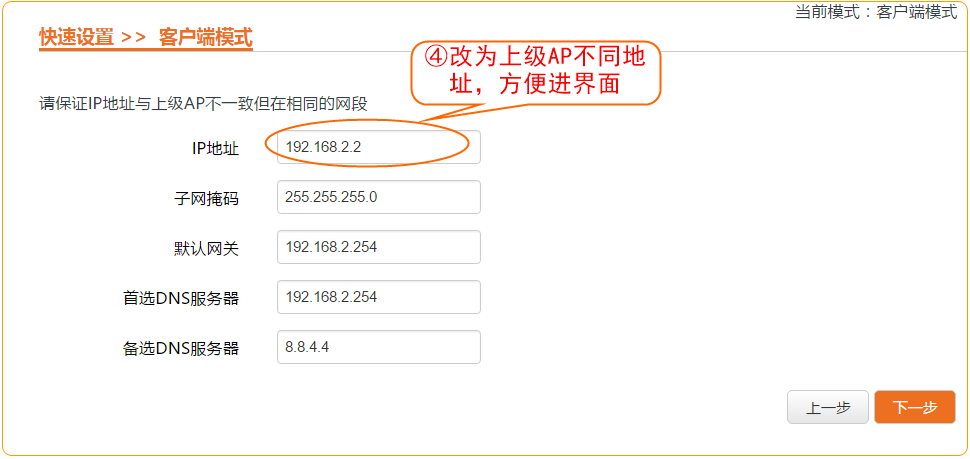 当前模式：客户端模式
快速设置 >> 客户端模式
④改为上级AP不同地
址，方便进界面
请保证IP地址与上级AP不一致但在相同的网段
IP地址 192.168.2.2
子网掩码 255.255.255.0
默认网关 192.168.2.254
首选DNS服务器 192.168.2.254
备选DNS服务器 8.8.4.4
上一步 下一步